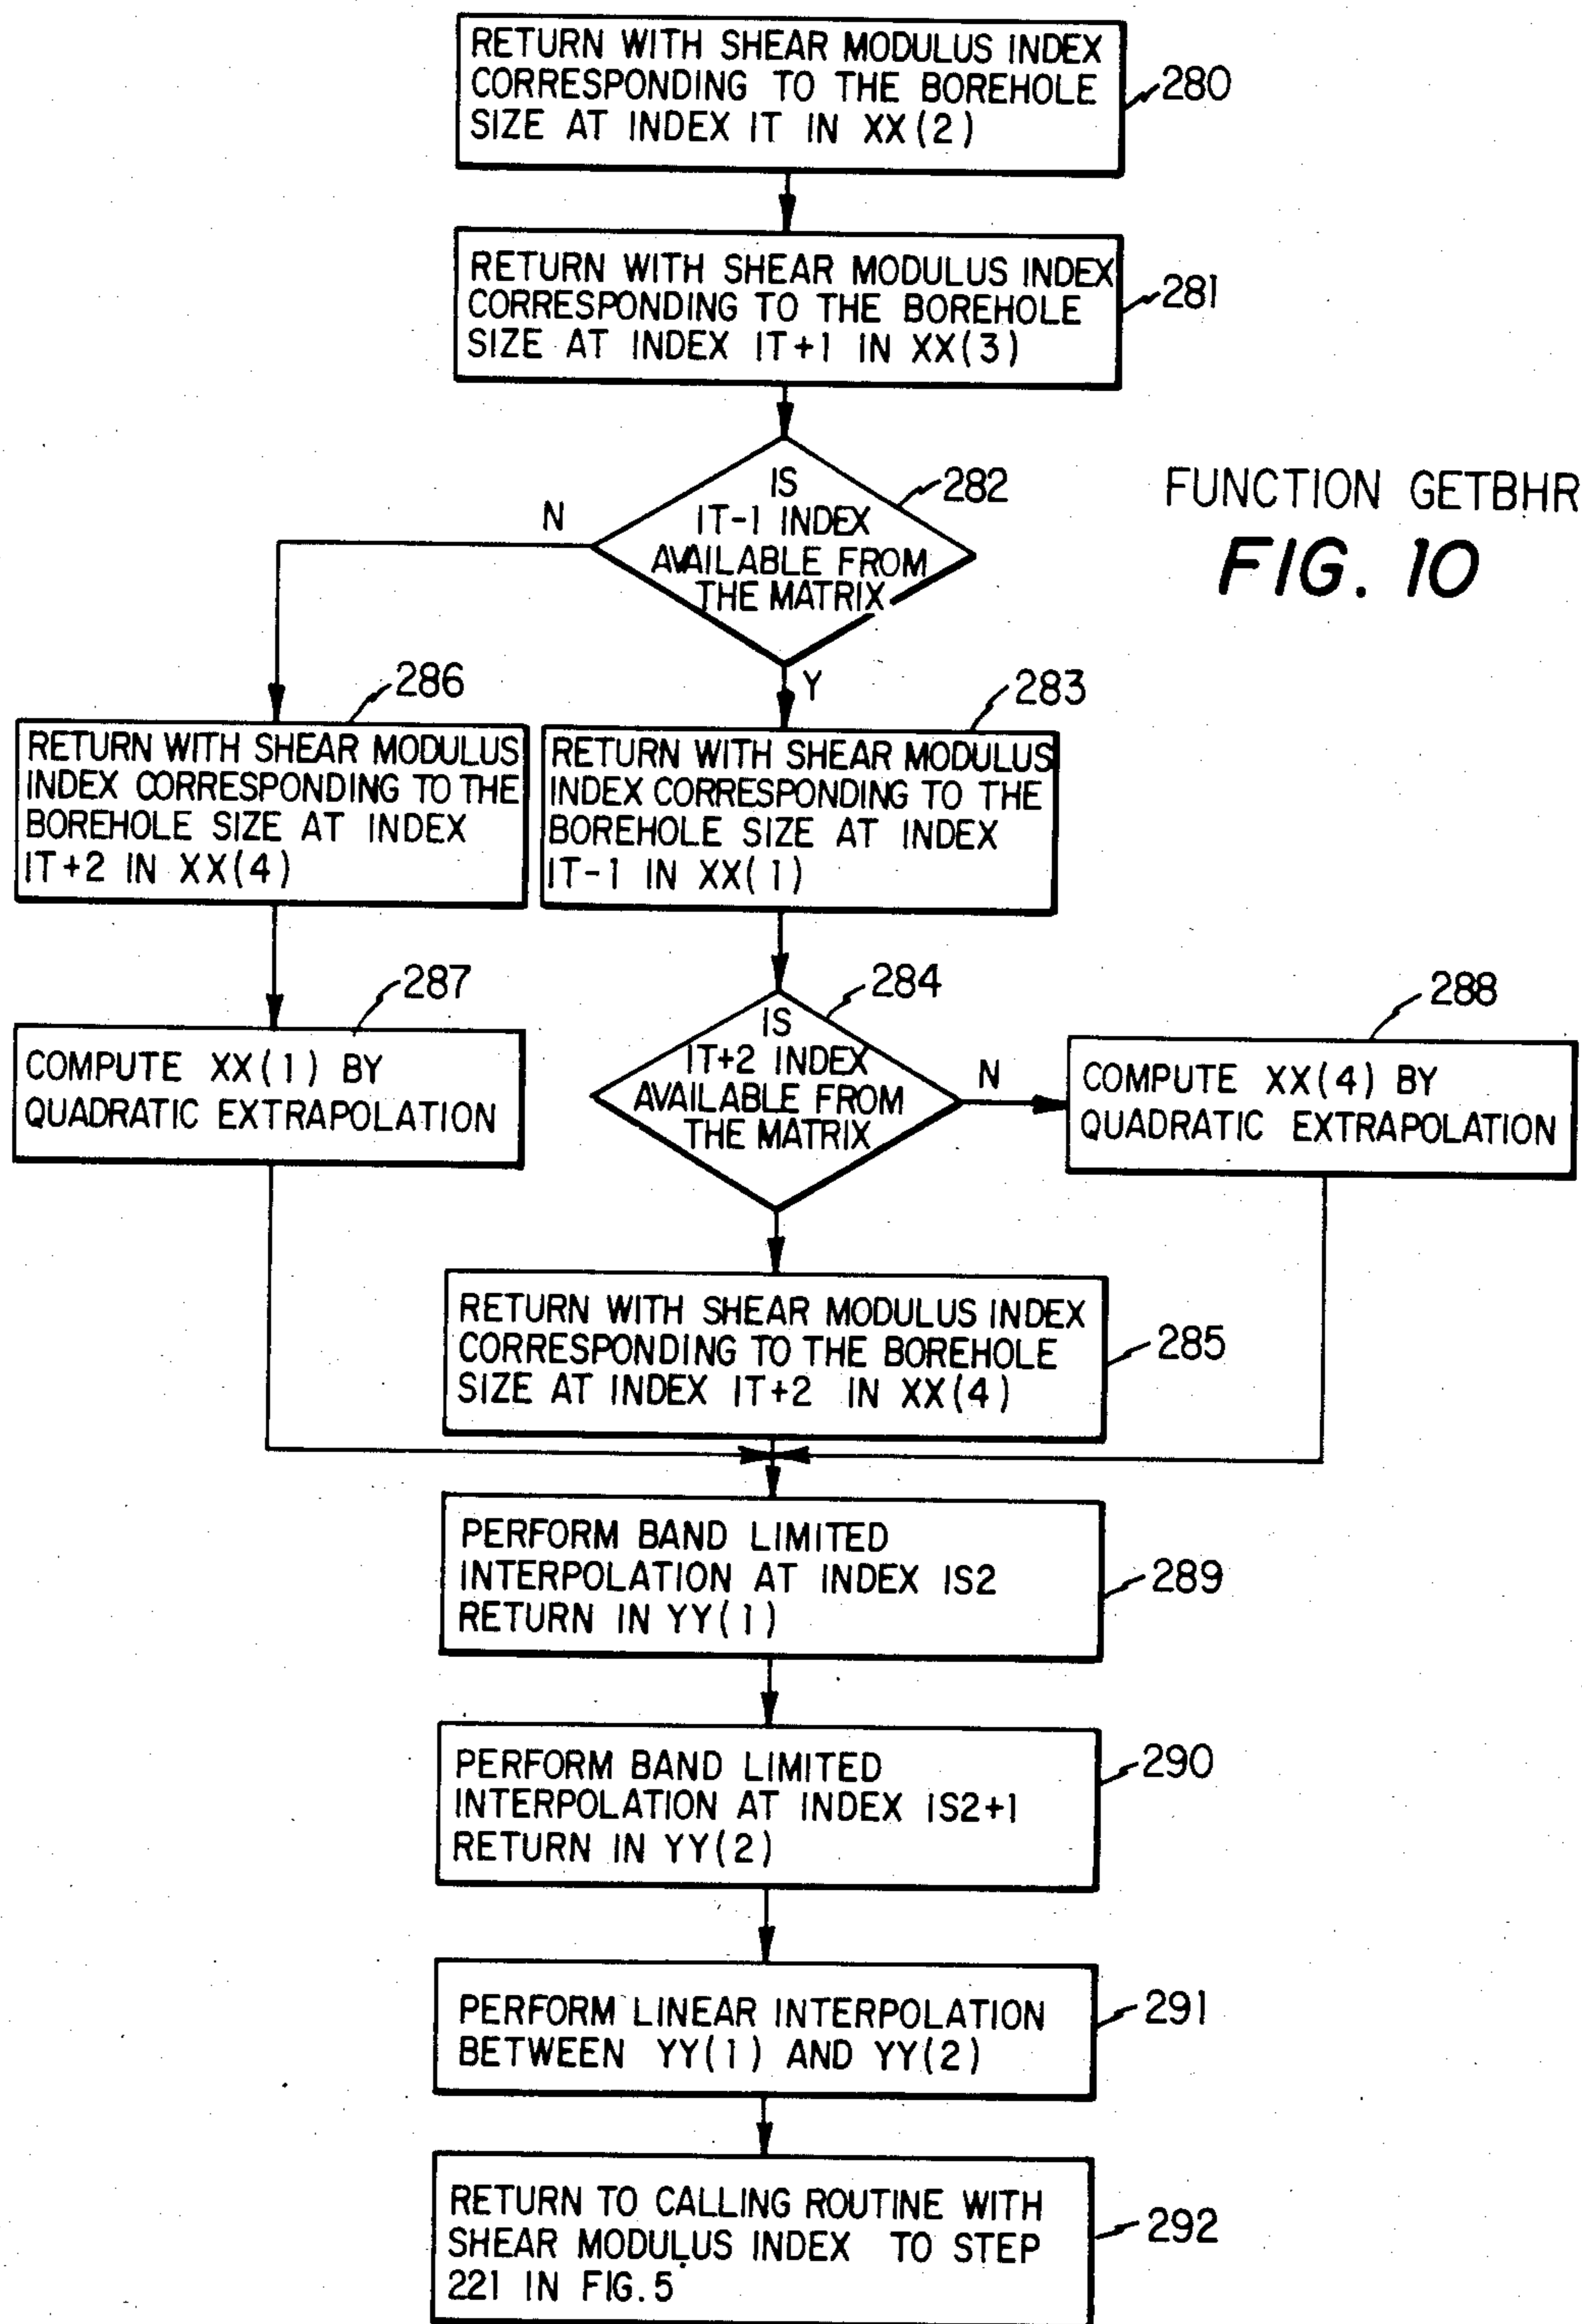 RETURN WITH SHEAR MODULUS INDEX
CORRESPONDING TO THE BOREHOLE
SIZE AT INDEX IT IN XX(2)
280
RETURN WITH SHEAR MODULUS INDEX
CORRESPONDING TO THE BOREHOLE
SIZE AT INDEX IT+1 IN XX(3)
281
IS
IT-1 INDEX
AVAILABLE FROM
THE MATRIX
282
N
Y
FUNCTION GETBHR
FIG. 10
286
RETURN WITH SHEAR MODULUS
INDEX CORRESPONDING TO THE
BOREHOLE SIZE AT INDEX
IT+2 IN XX(4)
283
RETURN WITH SHEAR MODULUS
INDEX CORRESPONDING TO THE
BOREHOLE SIZE AT INDEX
IT-1 IN XX(1)
287
COMPUTE XX(1) BY
QUADRATIC EXTRAPOLATION
284
IS
IT+2 INDEX
AVAILABLE FROM
THE MATRIX
N
288
COMPUTE XX(4) BY
QUADRATIC EXTRAPOLATION
RETURN WITH SHEAR MODULUS INDEX
CORRESPONDING TO THE BOREHOLE
SIZE AT INDEX IT+2 IN XX(4)
285
PERFORM BAND LIMITED
INTERPOLATION AT INDEX IS2
RETURN IN YY(1)
289
PERFORM BAND LIMITED
INTERPOLATION AT INDEX IS2+1
RETURN IN YY(2)
290
PERFORM LINEAR INTERPOLATION
BETWEEN YY(1) AND YY(2)
291
RETURN TO CALLING ROUTINE WITH
SHEAR MODULUS INDEX TO STEP
221 IN FIG. 5
292